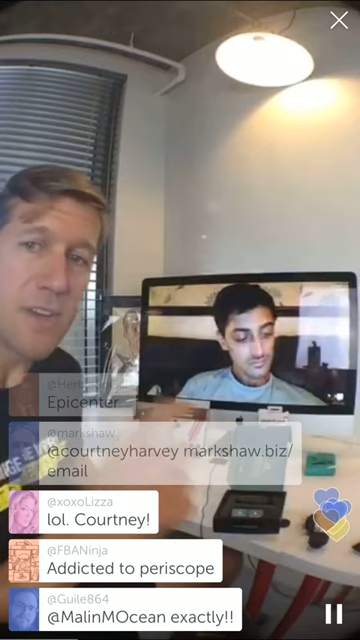 Epicenter
@markshaw
@courtneyharvey markshaw.biz/
email
@xoxoLizza
lol. Courtney!
@FBANinja
Addicted to periscope
@Guile864
@MalinMOcean exactly!!